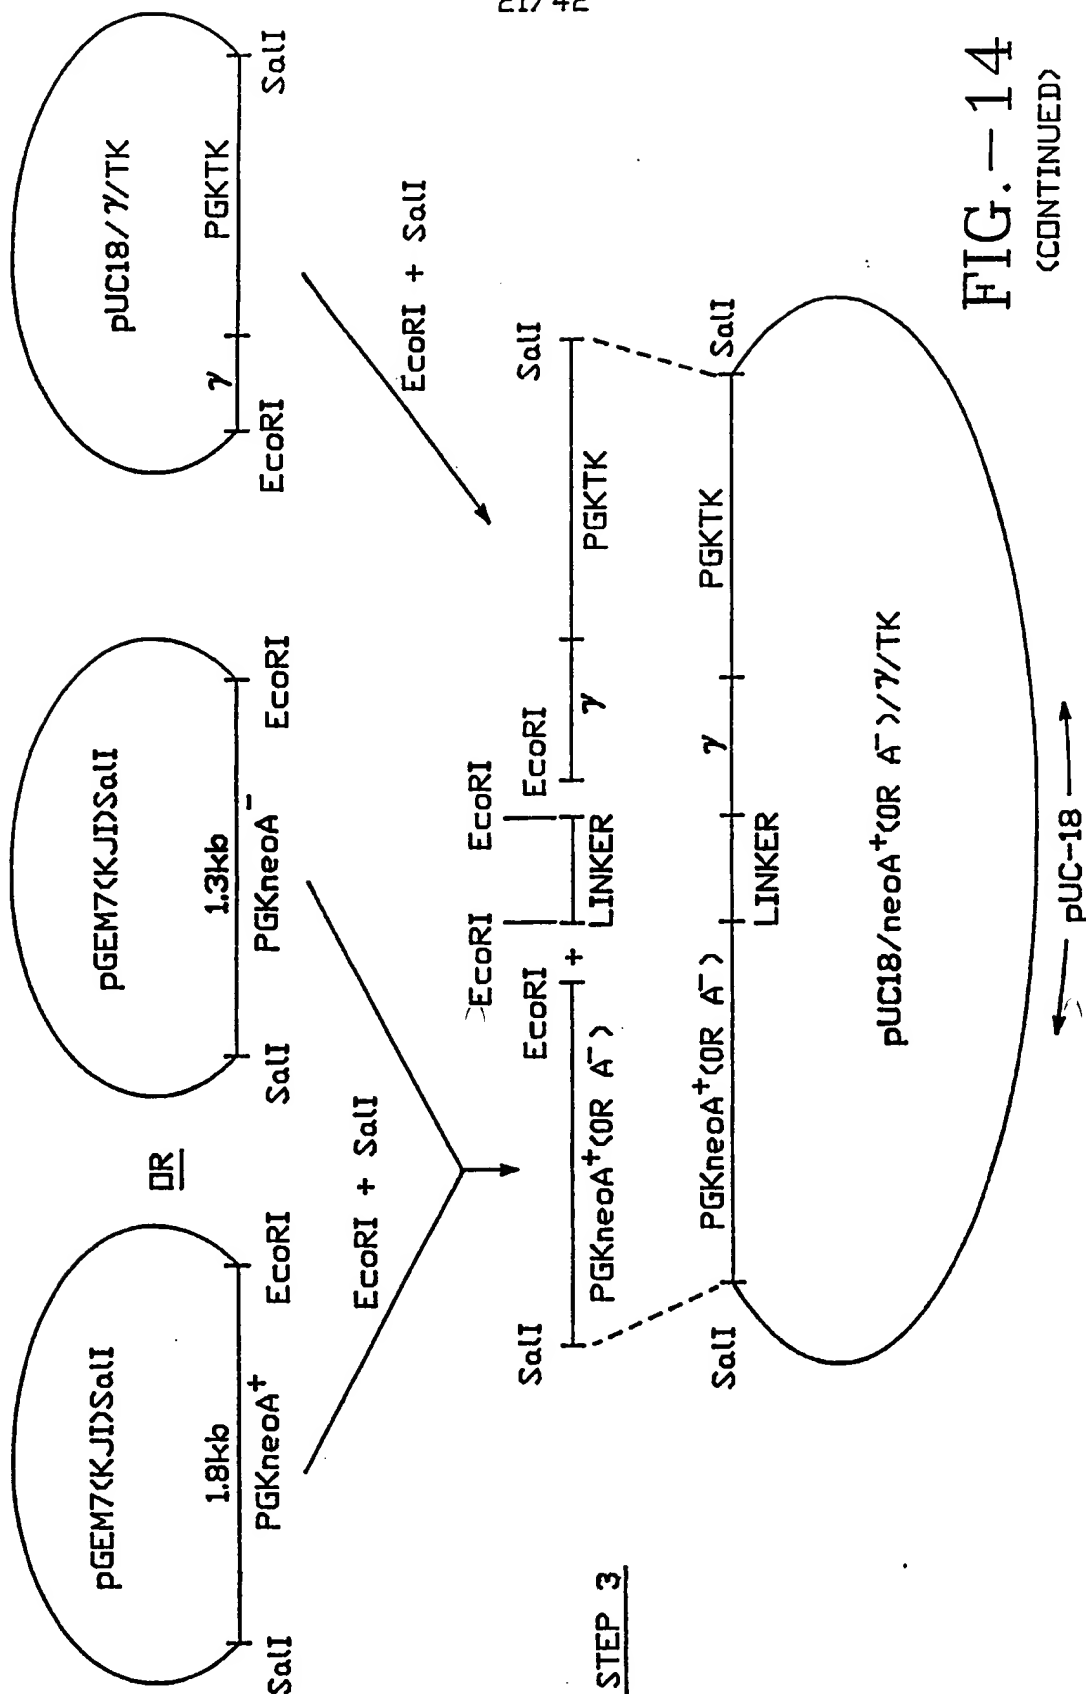 21/42
pGEM7(KJ1)SalI
1.8kb
PGKneoA+
SalI
EcoRI
OR
pGEM7(KJ1)SalI
1.3kb
PGKneoA-
SalI
EcoRI
pUC18/γ/TK
γ
PGKTK
EcoRI
SalI
EcoRI + SalI
EcoRI + SalI
STEP 3
SalI
EcoRI
EcoRI
EcoRI
EcoRI
SalI
PGKneoA+(OR A-)
+
LINKER
γ
PGKTK
SalI
PGKneoA+(OR A-)
LINKER
γ
PGKTK
SalI
pUC18/neoA+(OR A-)/γ/TK
pUC-18
FIG.-14
(CONTINUED)